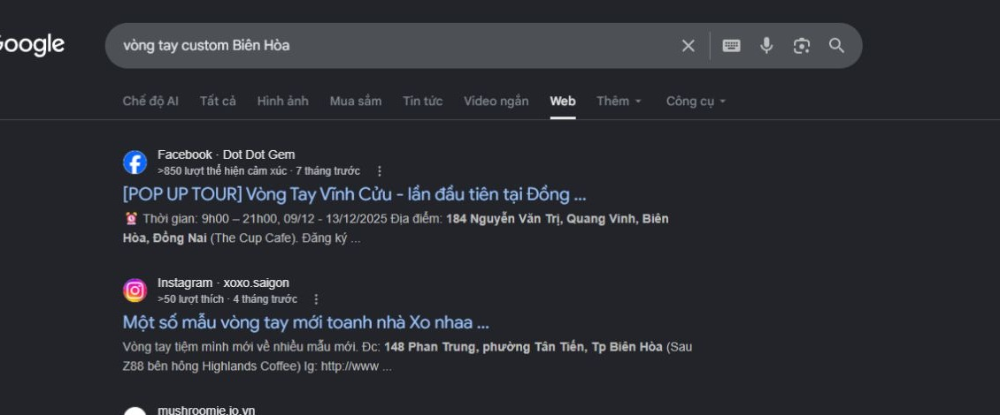 Google
vòng tay custom Biên Hòa
Chế độ AI Tất cả Hình ảnh Mua sắm Tin tức Video ngắn Web Thêm Công cụ
Facebook · Dot Dot Gem
>850 lượt thể hiện cảm xúc · 7 tháng trước
[POP UP TOUR] Vòng Tay Vĩnh Cửu - lần đầu tiên tại Đồng ...
⏰ Thời gian: 9h00 – 21h00, 09/12 - 13/12/2025 Địa điểm: 184 Nguyễn Văn Trị, Quang Vinh, Biên
Hòa, Đồng Nai (The Cup Cafe). Đăng ký ...
Instagram · xoxo.saigon
>50 lượt thích · 4 tháng trước
Một số mẫu vòng tay mới toanh nhà Xo nhaa ...
Vòng tay tiệm mình mới về nhiều mẫu mới. Đc: 148 Phan Trung, phường Tân Tiến, Tp Biên Hòa (Sau
Z88 bên hông Highlands Coffee) Ig: http://www ...
mushroomie.io.vn